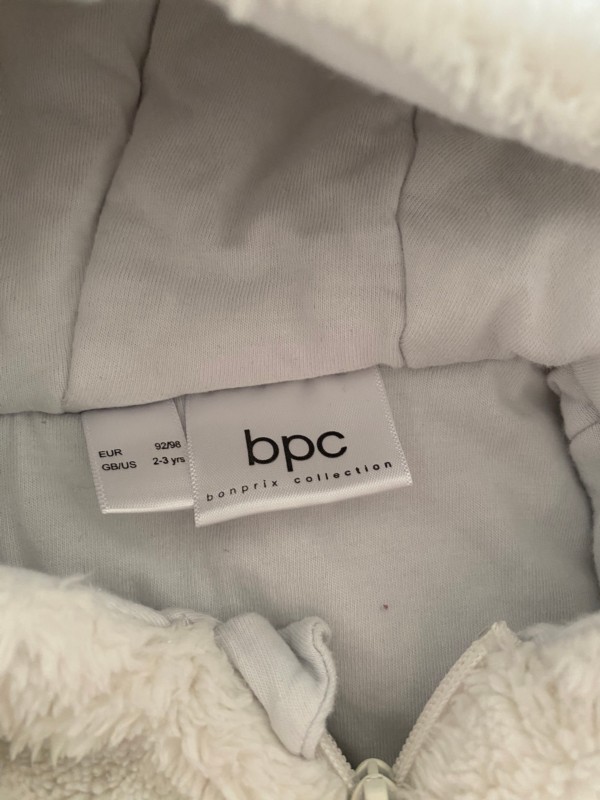 EUR 92/98
GB/US 2-3 yrs
bpc
bonprix collection